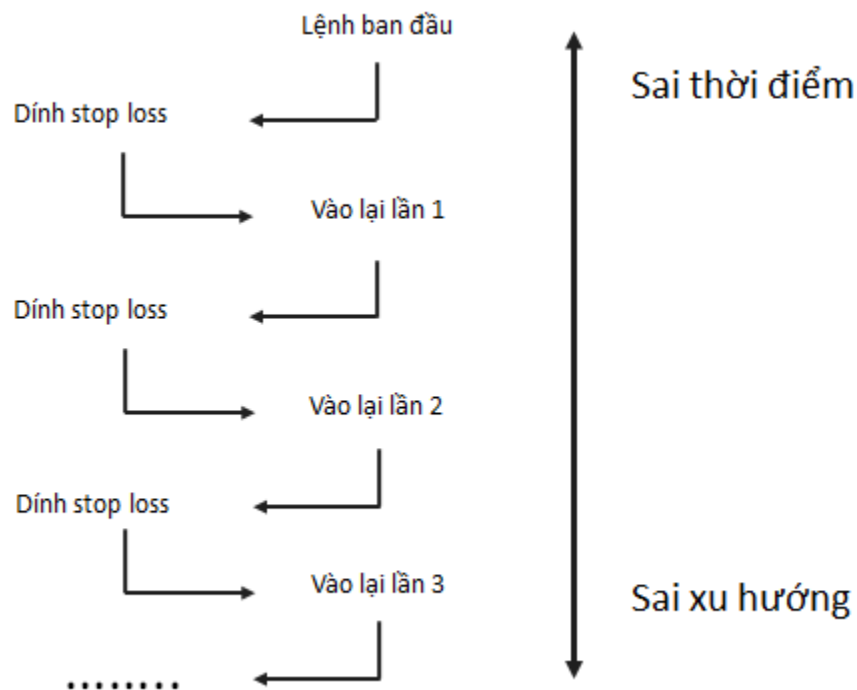 Lệnh ban đầu
Sai thời điểm
Dính stop loss
Vào lại lần 1
Dính stop loss
Vào lại lần 2
Dính stop loss
Vào lại lần 3
Sai xu hướng
........